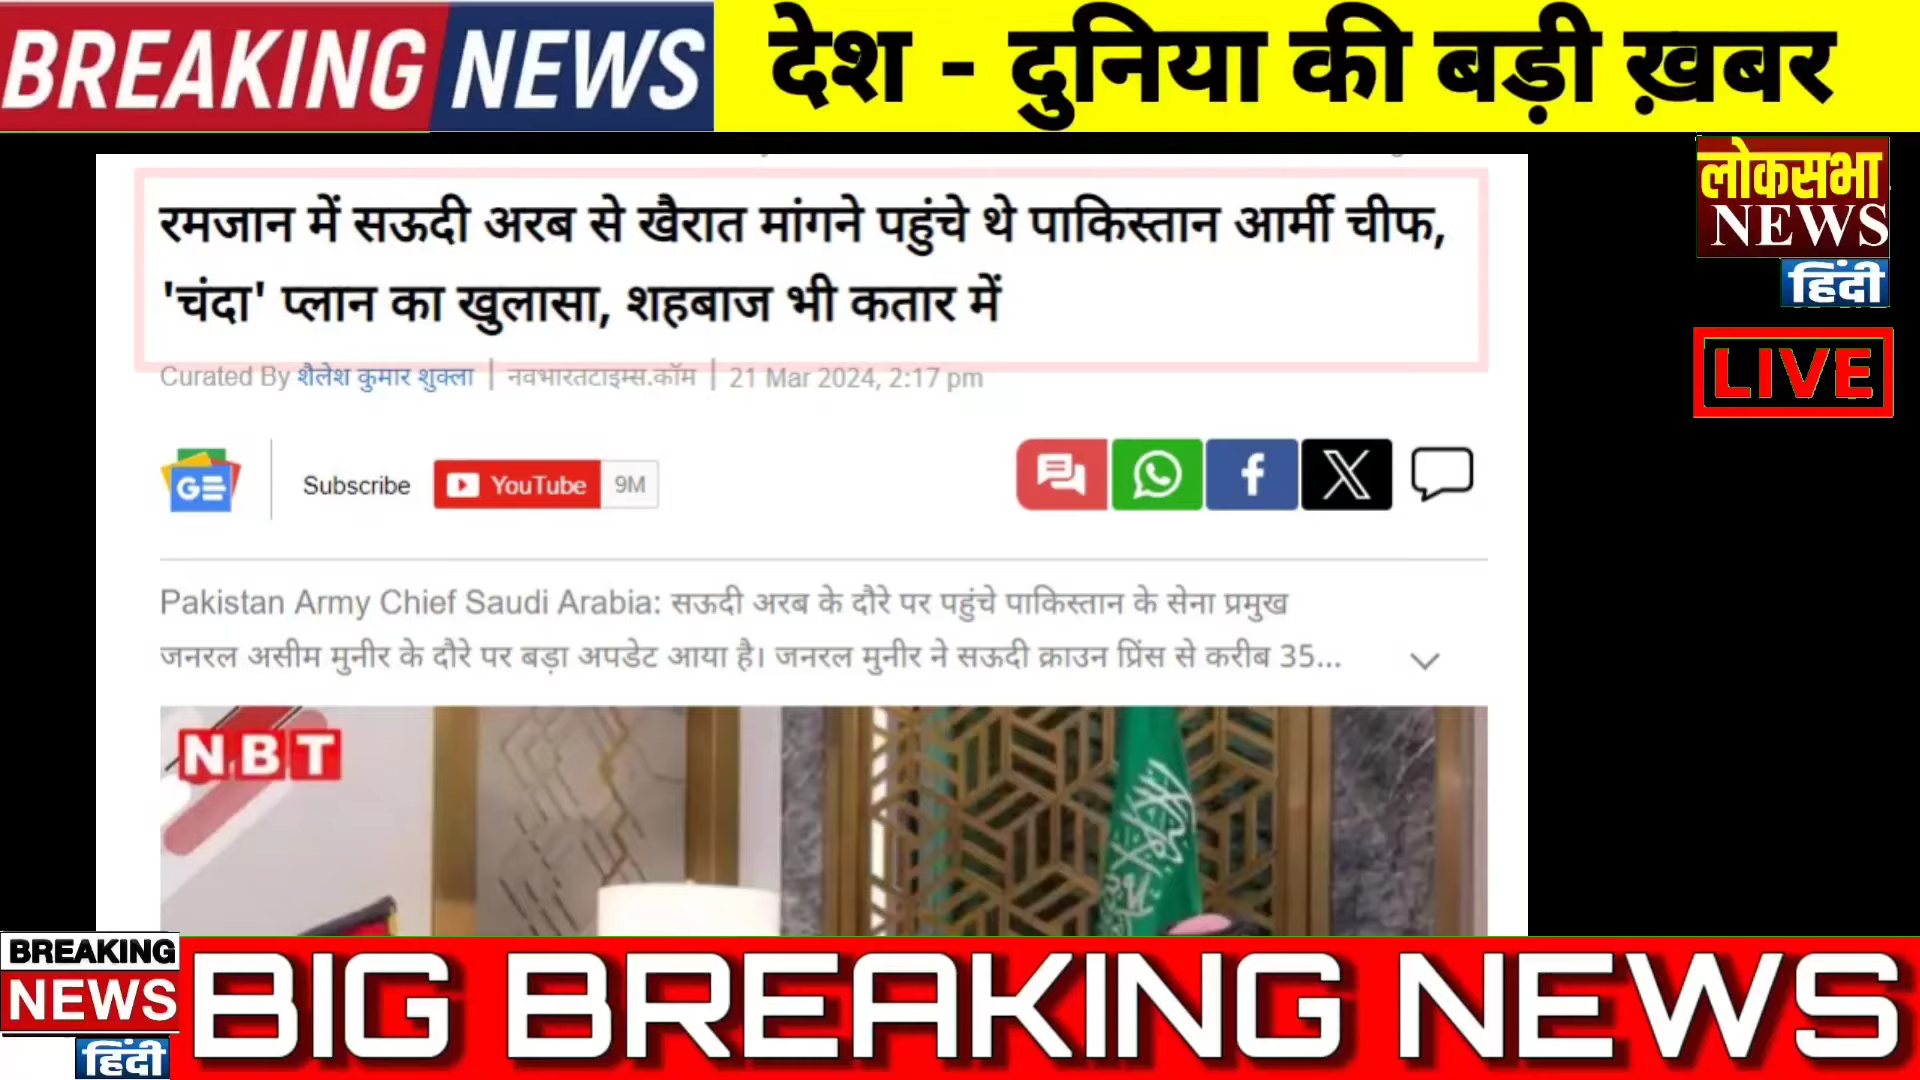 BREAKING NEWS
देश - दुनिया की बड़ी ख़बर
लोकसभा
NEWS
हिंदी
LIVE
रमजान में सऊदी अरब से खैरात मांगने पहुंचे थे पाकिस्तान आर्मी चीफ,
'चंदा' प्लान का खुलासा, शहबाज भी कतार में
Curated By शैलेश कुमार शुक्ला | नवभारतटाइम्स.कॉम | 21 Mar 2024, 2:17 pm
Subscribe YouTube 9M
Pakistan Army Chief Saudi Arabia: सऊदी अरब के दौरे पर पहुंचे पाकिस्तान के सेना प्रमुख
जनरल असीम मुनीर के दौरे पर बड़ा अपडेट आया है। जनरल मुनीर ने सऊदी क्राउन प्रिंस से करीब 35...
NBT
BREAKING
NEWS
हिंदी
BIG BREAKING NEWS